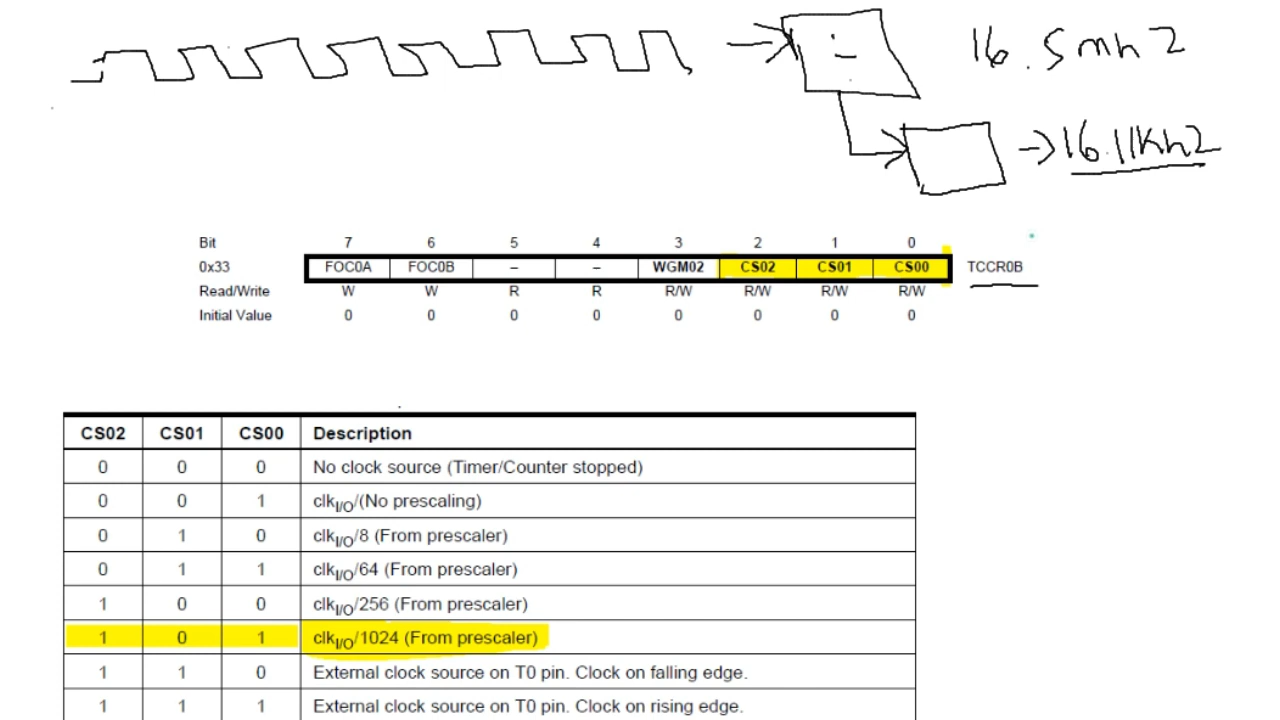 16.5mhz
16.11Khz
Bit 7 6 5 4 3 2 1 0
0x33 FOC0A FOC0B – – WGM02 CS02 CS01 CS00 TCCR0B
Read/Write W W R R R/W R/W R/W R/W
Initial Value 0 0 0 0 0 0 0 0
CS02 CS01 CS00 Description
0 0 0 No clock source (Timer/Counter stopped)
0 0 1 clkI/O/(No prescaling)
0 1 0 clkI/O/8 (From prescaler)
0 1 1 clkI/O/64 (From prescaler)
1 0 0 clkI/O/256 (From prescaler)
1 0 1 clkI/O/1024 (From prescaler)
1 1 0 External clock source on T0 pin. Clock on falling edge.
1 1 1 External clock source on T0 pin. Clock on rising edge.